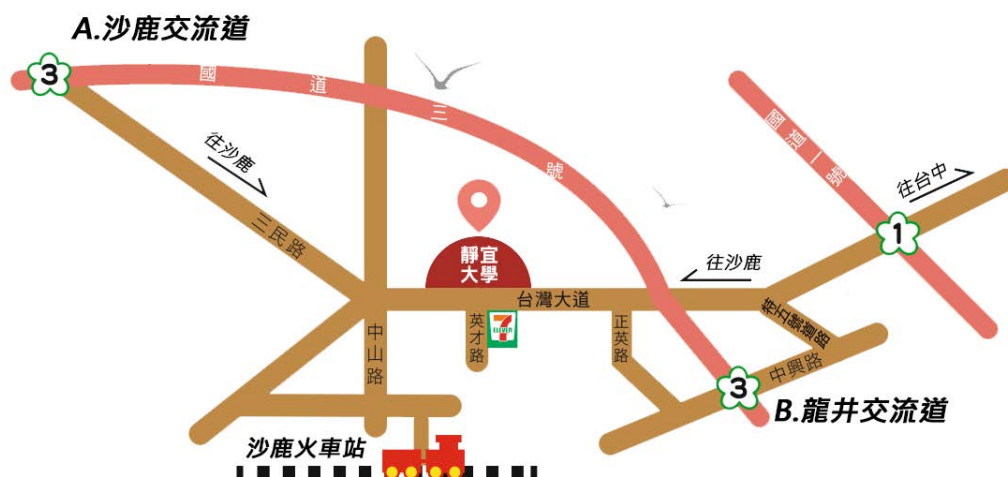 A.沙鹿交流道
3
國道三號
往沙鹿
三民路
國道一號
往台中
1
靜宜
大學
往沙鹿
台灣大道
中山路
英才路
7
ELEVEN
正英路
特五號道路
中興路
3
B.龍井交流道
沙鹿火車站